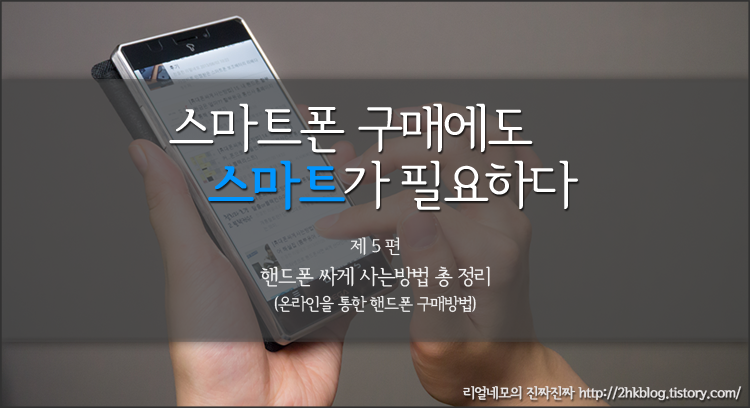 스마트폰 구매에도
스마트가 필요하다
제 5 편
핸드폰 싸게 사는방법 총 정리
(온라인을 통한 핸드폰 구매방법)
리얼네모의 진짜진짜 http://2hkblog.tistory.com/